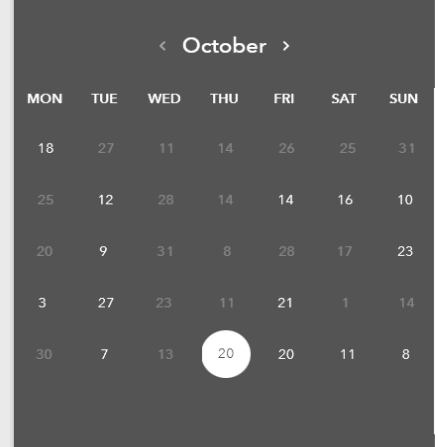 ‹ October ›
MON TUE WED THU FRI SAT SUN
18 27 11 14 26 25 31
25 12 28 14 14 16 10
20 9 31 8 28 17 23
3 27 23 11 21 1 14
30 7 13 20 20 11 8